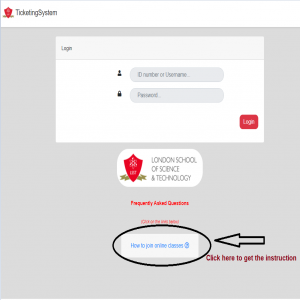 TicketingSystem
Login
ID number or Username...
Password...
Login
LONDON SCHOOL
OF SCIENCE
& TECHNOLOGY
Frequently Asked Questions
(Click on the links below)
How to join online classes
Click here to get the instruction